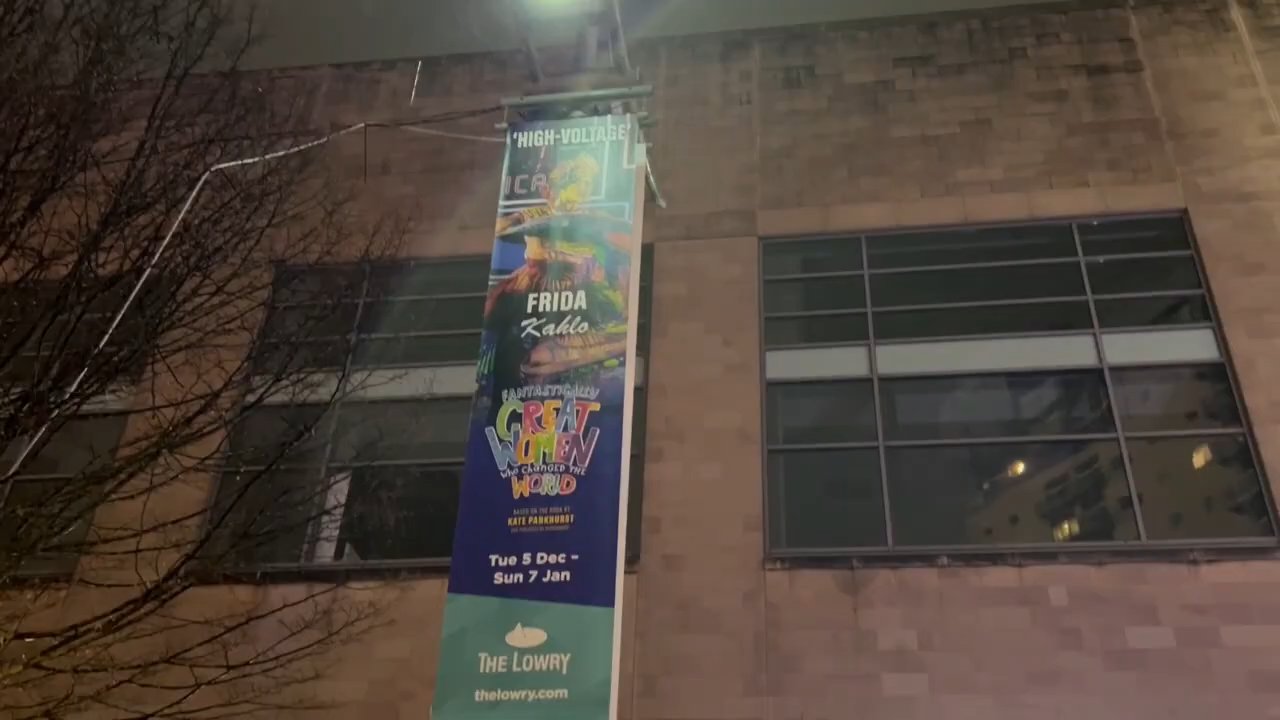 'HIGH-VOLTAGE'
ICA
FRIDA
Kahlo
FANTASTICALLY
GREAT
WOMEN
WHO CHANGED THE
WORLD
BASED ON THE BOOK BY
KATE PANKHURST
Tue 5 Dec –
Sun 7 Jan
THE LOWRY
thelowry.com